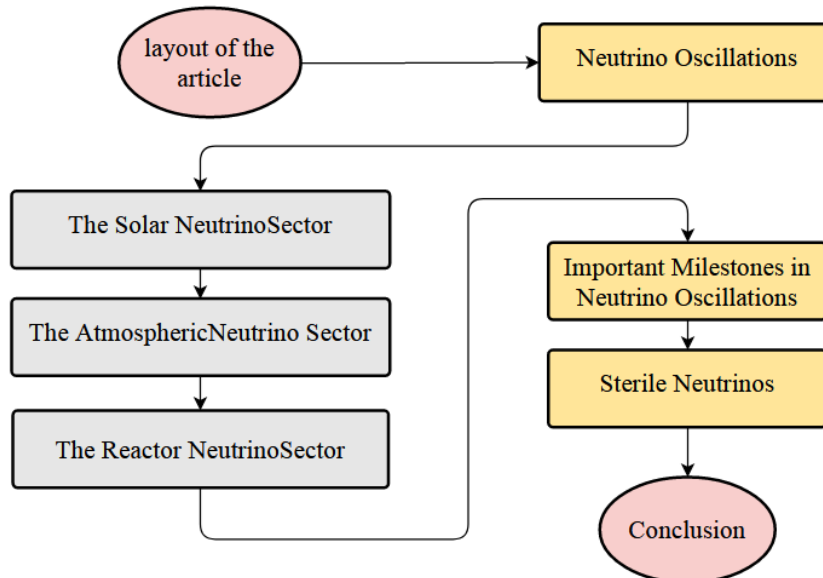 layout of the
article
Neutrino Oscillations
The Solar NeutrinoSector
The AtmosphericNeutrino Sector
The Reactor NeutrinoSector
Important Milestones in
Neutrino Oscillations
Sterile Neutrinos
Conclusion